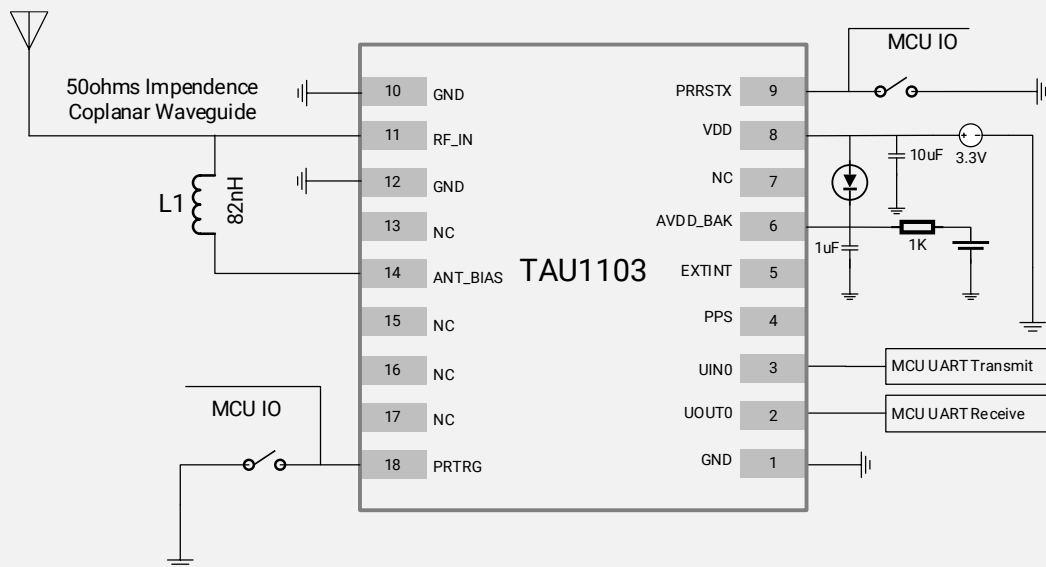 MCU IO
50ohms Impendence
Coplanar Waveguide
10 GND
PRRSTX 9
11 RF_IN
VDD 8
10uF
3.3V
12 GND
NC 7
L1
82nH
13 NC
AVDD_BAK 6
1uF
1K
14 ANT_BIAS
TAU1103
EXTINT 5
15 NC
PPS 4
16 NC
UIN0 3
MCU UART Transmit
MCU IO
17 NC
UOUT0 2
MCU UART Receive
18 PRTRG
GND 1